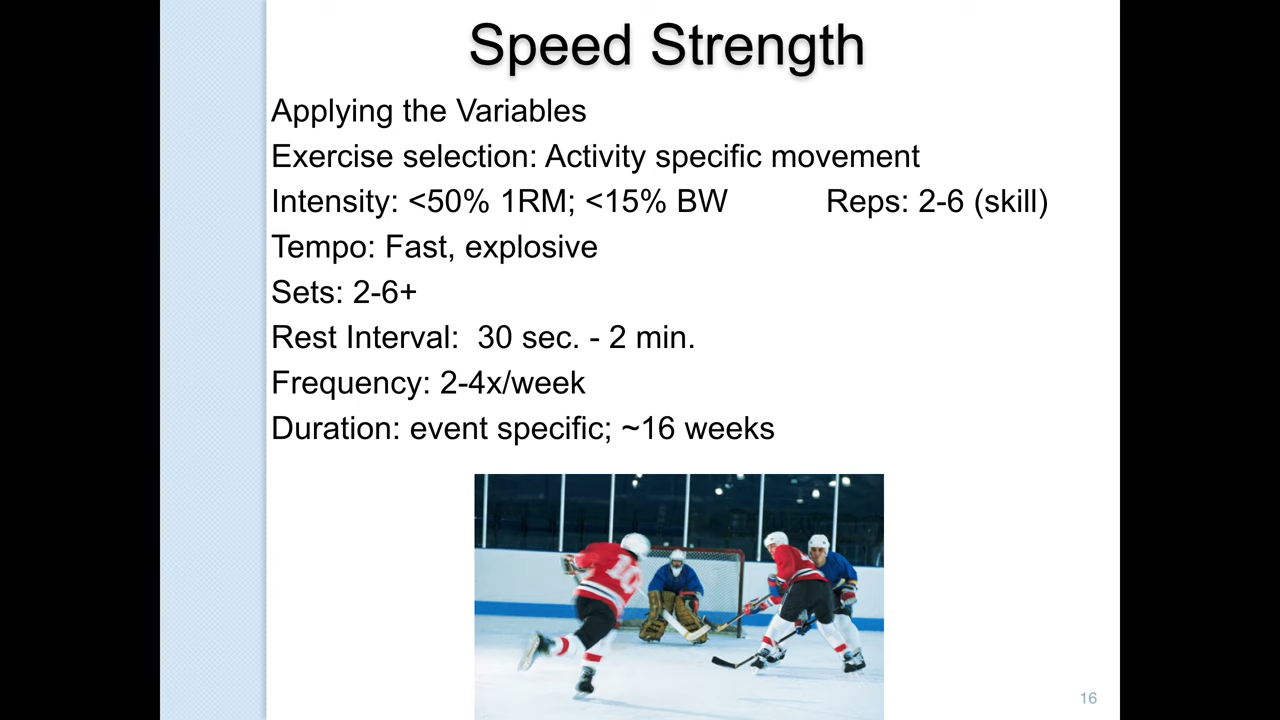 Speed Strength
Applying the Variables
Exercise selection: Activity specific movement
Intensity: <50% 1RM; <15% BW Reps: 2-6 (skill)
Tempo: Fast, explosive
Sets: 2-6+
Rest Interval:  30 sec. - 2 min.
Frequency: 2-4x/week
Duration: event specific; ~16 weeks
10
16